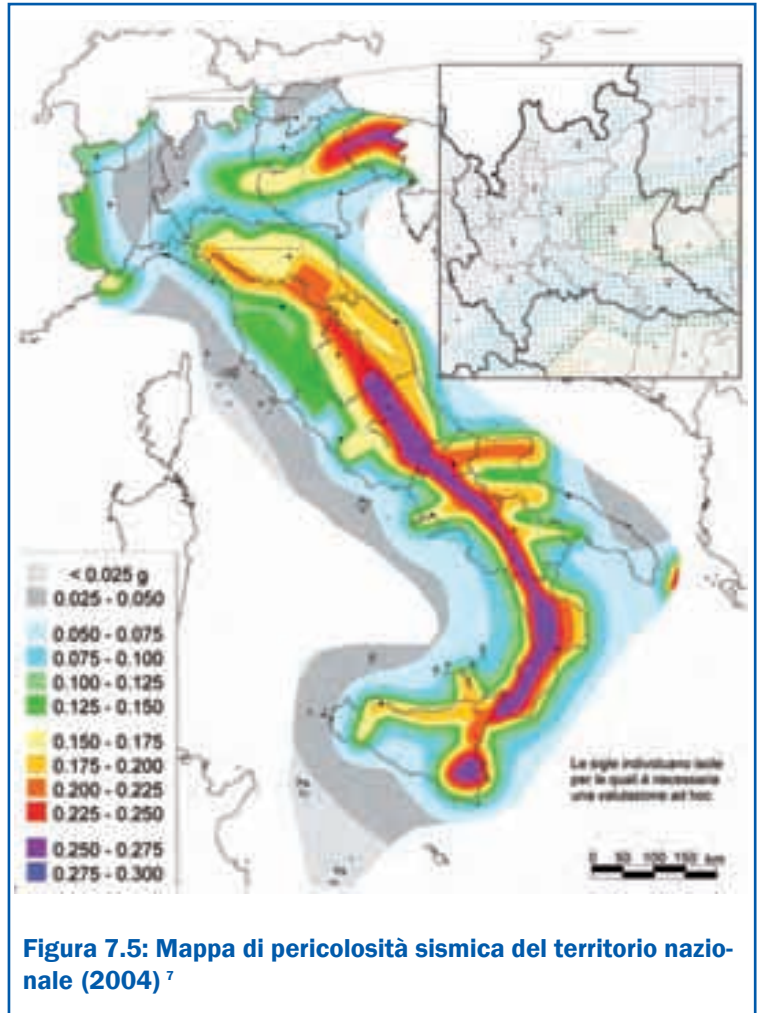 < 0.025 g
0.025 - 0.050
0.050 - 0.075
0.075 - 0.100
0.100 - 0.125
0.125 - 0.150
0.150 - 0.175
0.175 - 0.200
0.200 - 0.225
0.225 - 0.250
0.250 - 0.275
0.275 - 0.300
Le sigle individuano isole
per le quali è necessaria
una valutazione ad hoc.
0 50 100 150 km
Figura 7.5: Mappa di pericolosità sismica del territorio nazio-
nale (2004) 7